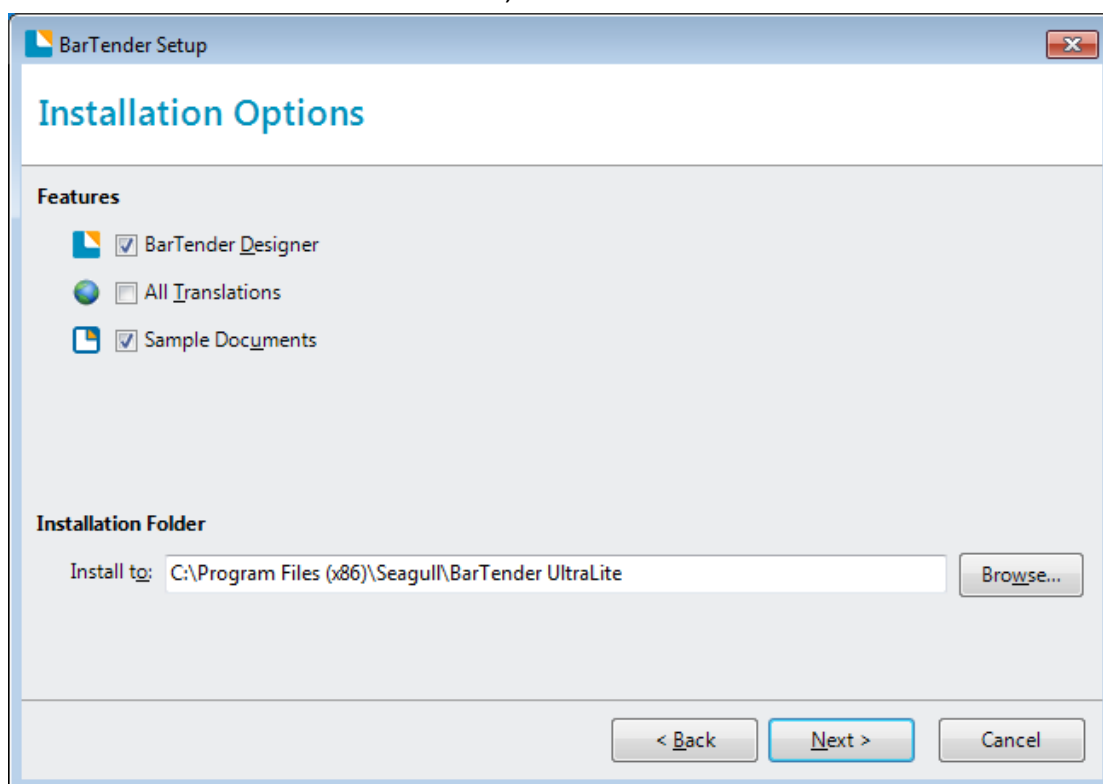 BarTender Setup
Installation Options
Features
BarTender Designer
All Translations
Sample Documents
Installation Folder
Install to: C:\Program Files (x86)\Seagull\BarTender UltraLite Browse...
< Back Next > Cancel